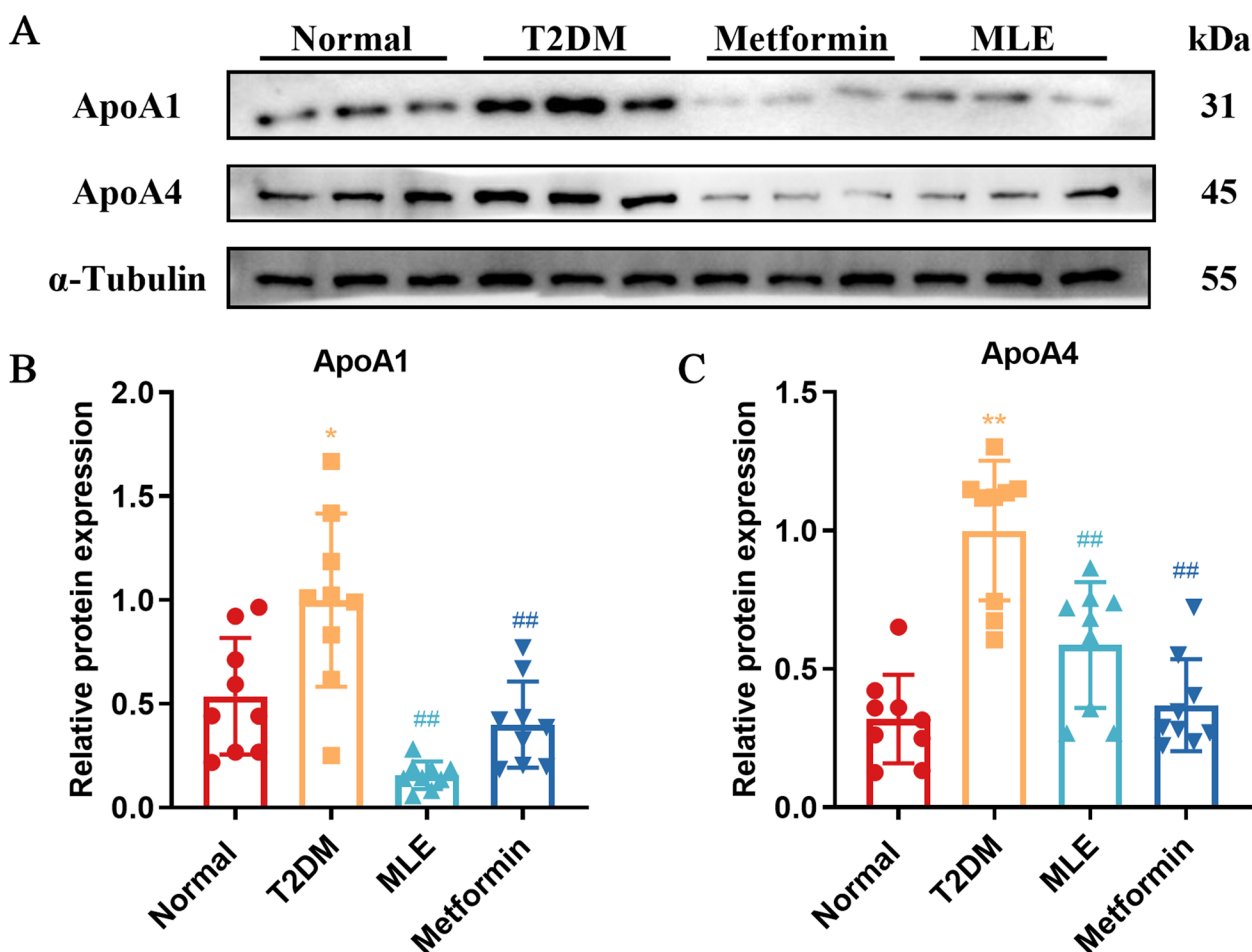 A
Normal T2DM Metformin MLE kDa
ApoA1 31
ApoA4 45
α-Tubulin 55
B
ApoA1
Relative protein expression
2.0
1.5
1.0
0.5
0.0
*
##
##
Normal T2DM MLE Metformin
C
ApoA4
Relative protein expression
1.5
1.0
0.5
0.0
**
##
##
Normal T2DM MLE Metformin